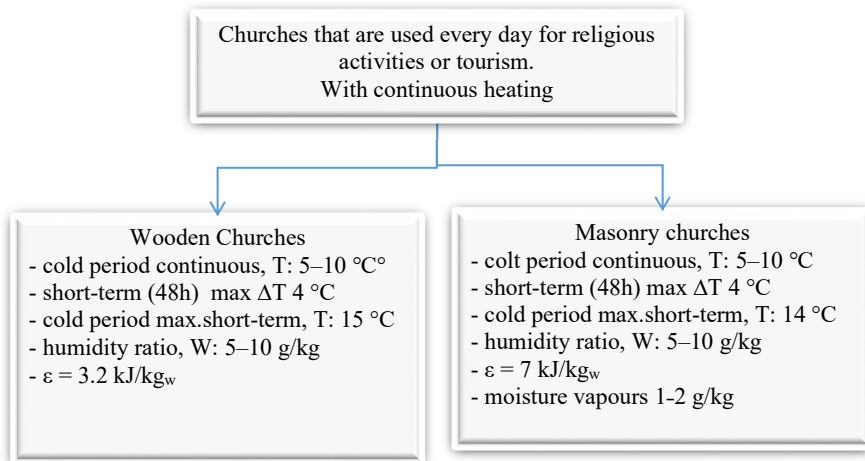 Churches that are used every day for religious
activities or tourism.
With continuous heating
Wooden Churches
- cold period continuous, T: 5–10 °C°
- short-term (48h)  max ΔT 4 °C
- cold period max.short-term, T: 15 °C
- humidity ratio, W: 5–10 g/kg
- ε = 3.2 kJ/kgw
Masonry churches
- colt period continuous, T: 5–10 °C
- short-term (48h) max ΔT 4 °C
- cold period max.short-term, T: 14 °C
- humidity ratio, W: 5–10 g/kg
- ε = 7 kJ/kgw
- moisture vapours 1-2 g/kg